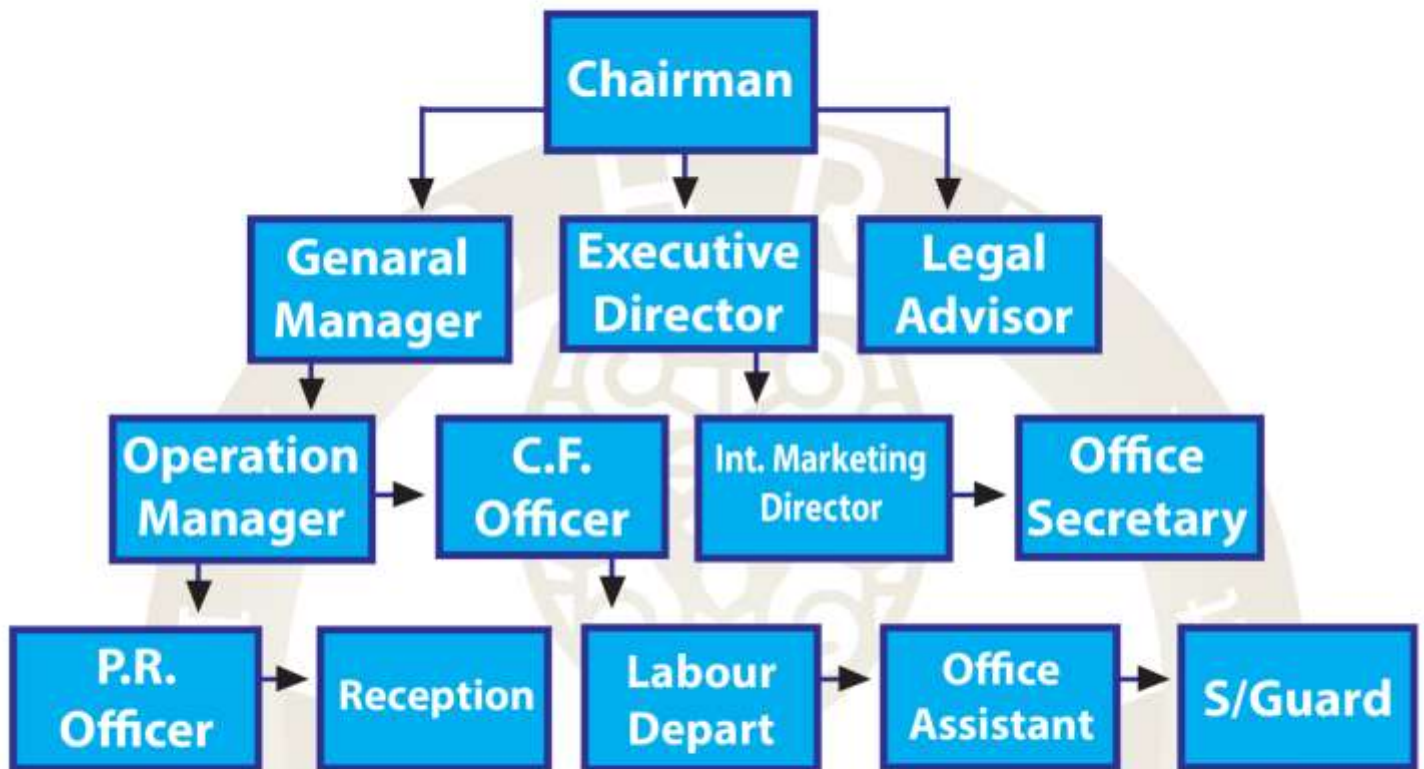 Chairman
Genaral
Manager
Executive
Director
Legal
Advisor
Operation
Manager
C.F.
Officer
Int. Marketing
Director
Office
Secretary
P.R.
Officer
Reception
Labour
Depart
Office
Assistant
S/Guard